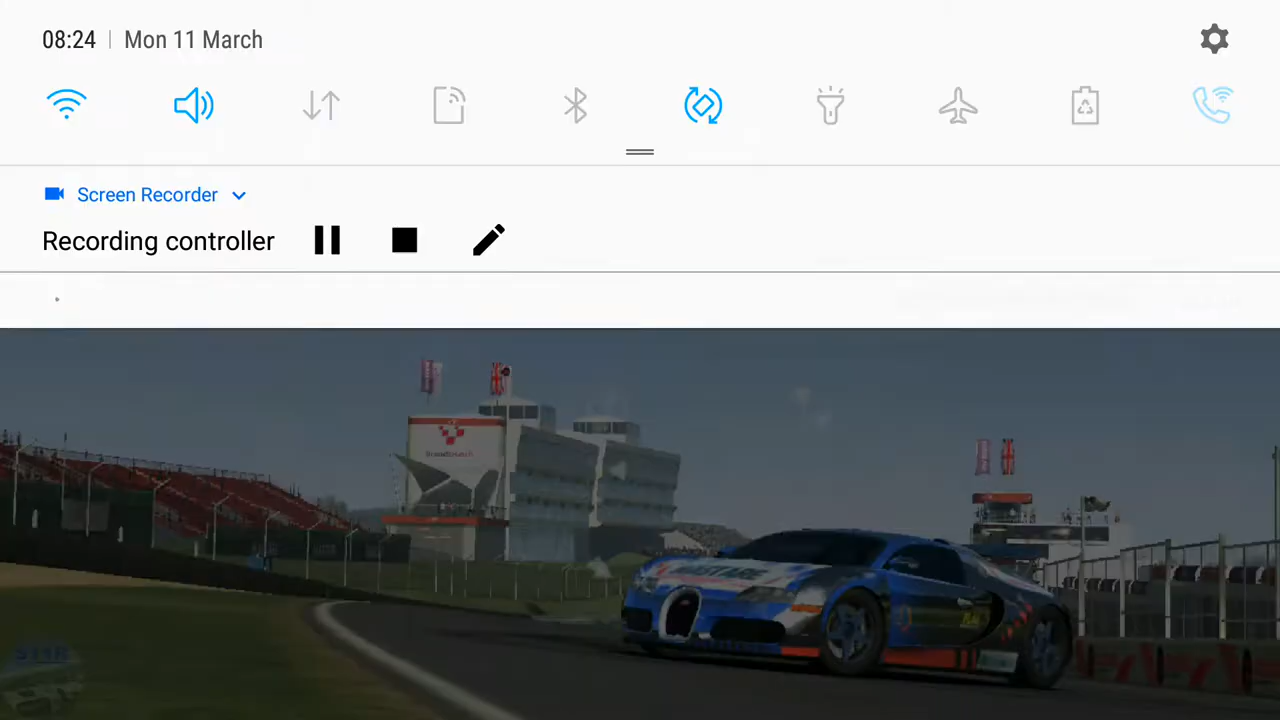 08:24 | Mon 11 March
Screen Recorder
Recording controller